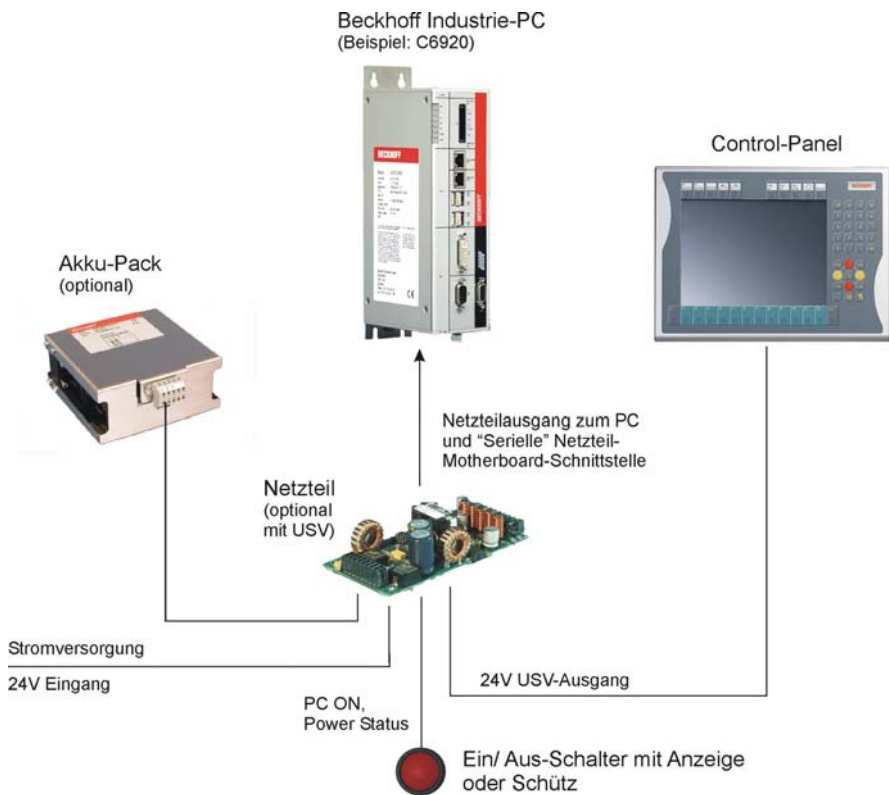 Beckhoff Industrie-PC
(Beispiel: C6920)
Control-Panel
Akku-Pack
(optional)
BECKHOFF
Netzteilausgang zum PC
und "Serielle" Netzteil-
Motherboard-Schnittstelle
Netzteil
(optional
mit USV)
Stromversorgung
24V Eingang
24V USV-Ausgang
PC ON,
Power Status
Ein/ Aus-Schalter mit Anzeige
oder Schütz